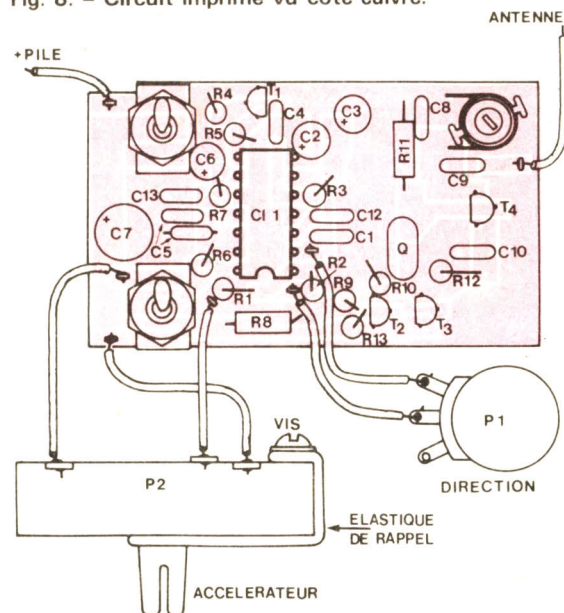 Fig. 8. – Circuit imprimé vu côté cuivre.
ANTENNE
+PILE
R4
T1
C4
C3
C8
R5
C2
R11
C6
C9
C13
R7
CI 1
R3
C12
T4
C7
C5
C1
Q
C10
R6
R2
R12
R1
R9
R10
R8
T2
T3
R13
VIS
P1
P2
DIRECTION
ELASTIQUE
DE RAPPEL
ACCELERATEUR